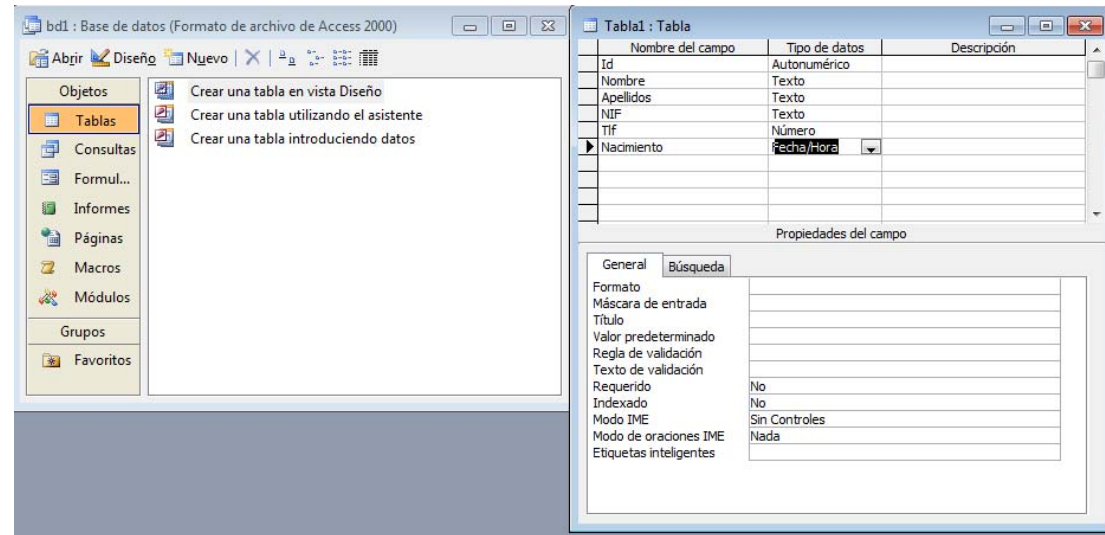 bd1 : Base de datos (Formato de archivo de Access 2000)
Abrir Diseño Nuevo
Objetos
Tablas
Consultas
Formul...
Informes
Páginas
Macros
Módulos
Grupos
Favoritos
Crear una tabla en vista Diseño
Crear una tabla utilizando el asistente
Crear una tabla introduciendo datos
Tabla1 : Tabla
Nombre del campo Tipo de datos Descripción
Id Autonumérico
Nombre Texto
Apellidos Texto
NIF Texto
Tlf Número
Nacimiento Fecha/Hora
Propiedades del campo
General Búsqueda
Formato
Máscara de entrada
Título
Valor predeterminado
Regla de validación
Texto de validación
Requerido No
Indexado No
Modo IME Sin Controles
Modo de oraciones IME Nada
Etiquetas inteligentes